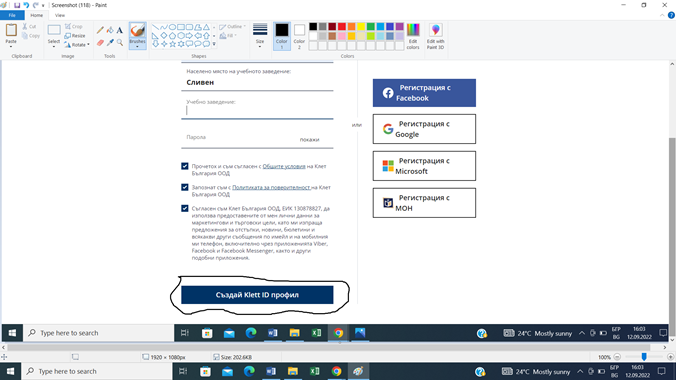 Screenshot (118) - Paint
File Home View
Paste Cut Copy
Select Crop Resize Rotate
Brushes
Outline Fill
Size Color 1 Color 2 Edit colors Edit with Paint 3D
Clipboard Image Tools Shapes Colors
Населено място на учебното заведение:
Сливен
Учебно заведение:
Парола покажи
Прочетох и съм съгласен с Общите условия на Клет
България ООД
Запознат съм с Политиката за поверителност на Клет
България ООД
Съгласен съм Клет България ООД, ЕИК 130878827, да
използва предоставените от мен лични данни за
маркетингови и търговски цели, като ми изпраща
предложения за отстъпки, новини, бюлетини и
всякакви други съобщения по имейл и на мобилния
ми телефон, включително чрез приложенията Viber,
Facebook и Facebook Messenger, както и други
подобни приложения.
Създай Klett ID профил
или
Регистрация с
Facebook
Регистрация с
Google
Регистрация с
Microsoft
Регистрация с
МОН
Type here to search 24°C Mostly sunny БГР BG 16:03 12.09.2022
1920 × 1080px Size: 202.6KB 100%
Type here to search 24°C Mostly sunny БГР BG 16:03 12.09.2022